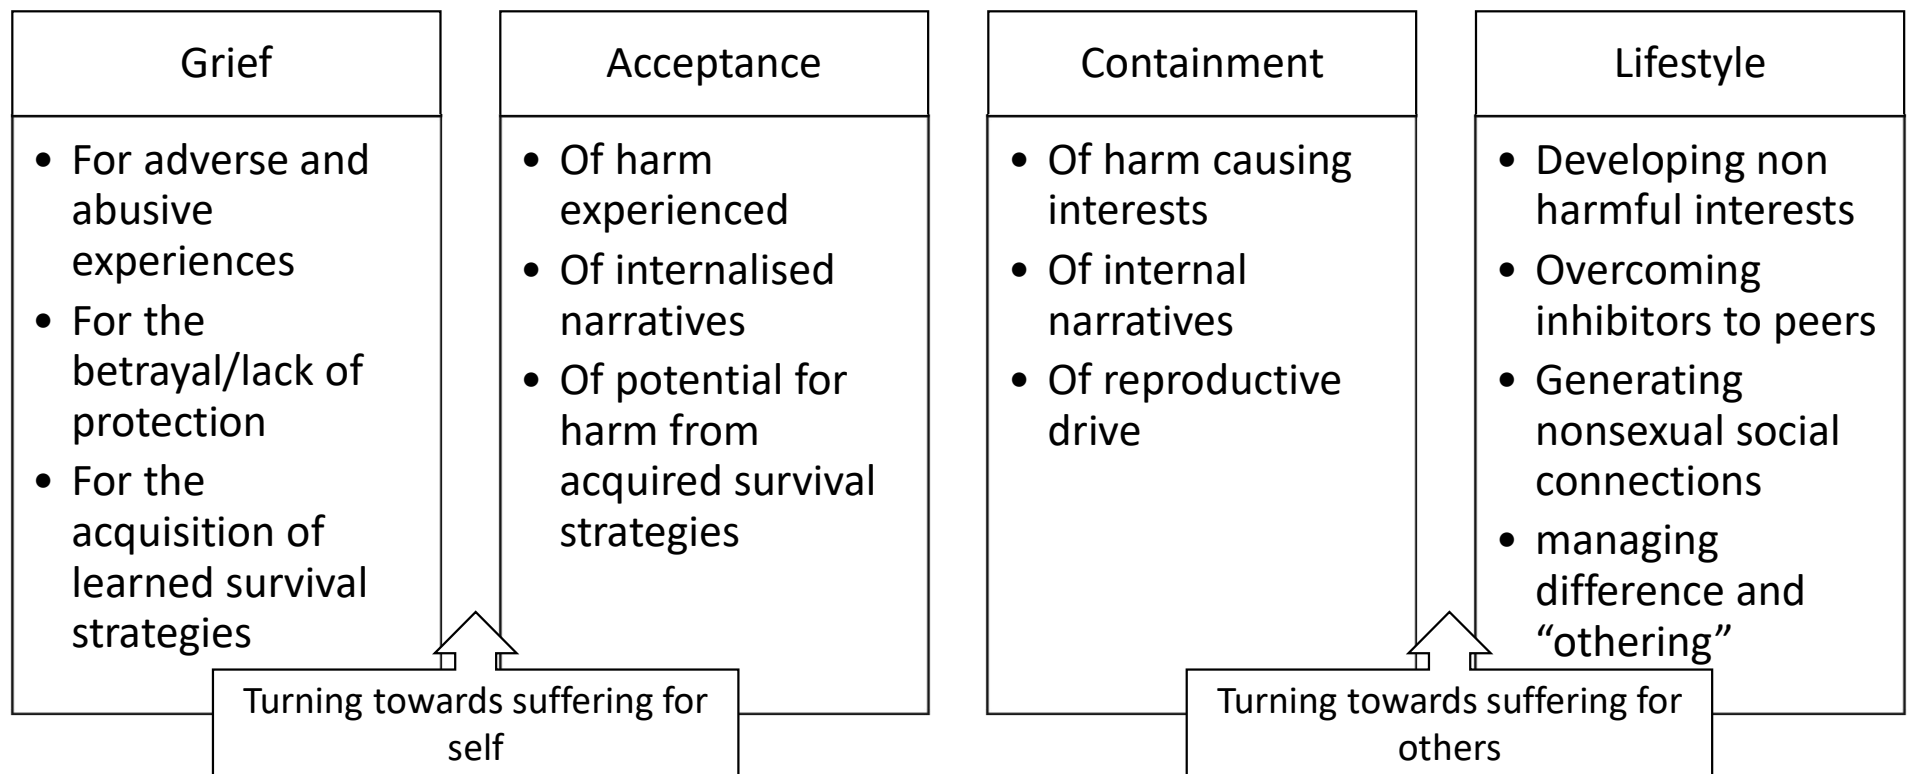 Grief
• For adverse and
abusive
experiences
• For the
betrayal/lack of
protection
• For the
acquisition of
learned survival
strategies
Acceptance
• Of harm
experienced
• Of internalised
narratives
• Of potential for
harm from
acquired survival
strategies
Turning towards suffering for
self
Containment
• Of harm causing
interests
• Of internal
narratives
• Of reproductive
drive
Lifestyle
• Developing non
harmful interests
• Overcoming
inhibitors to peers
• Generating
nonsexual social
connections
• managing
difference and
“othering”
Turning towards suffering for
others